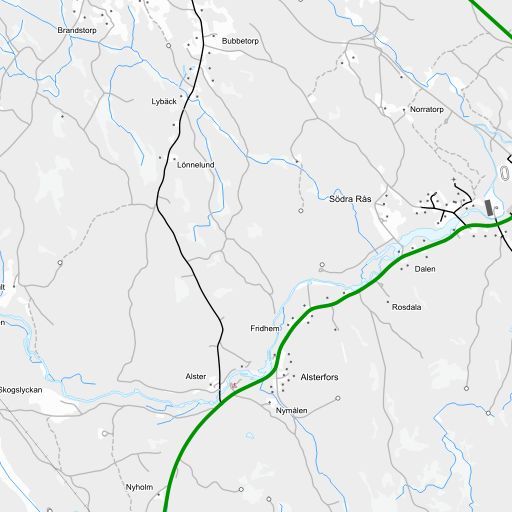 Brandstorp
Bubbetorp
Lybäck
Norratorp
Lönnelund
Södra Rås
Dalen
Rosdala
Fridhem
Alster
Alsterfors
Skogslyckan
Nymålen
Nyholm